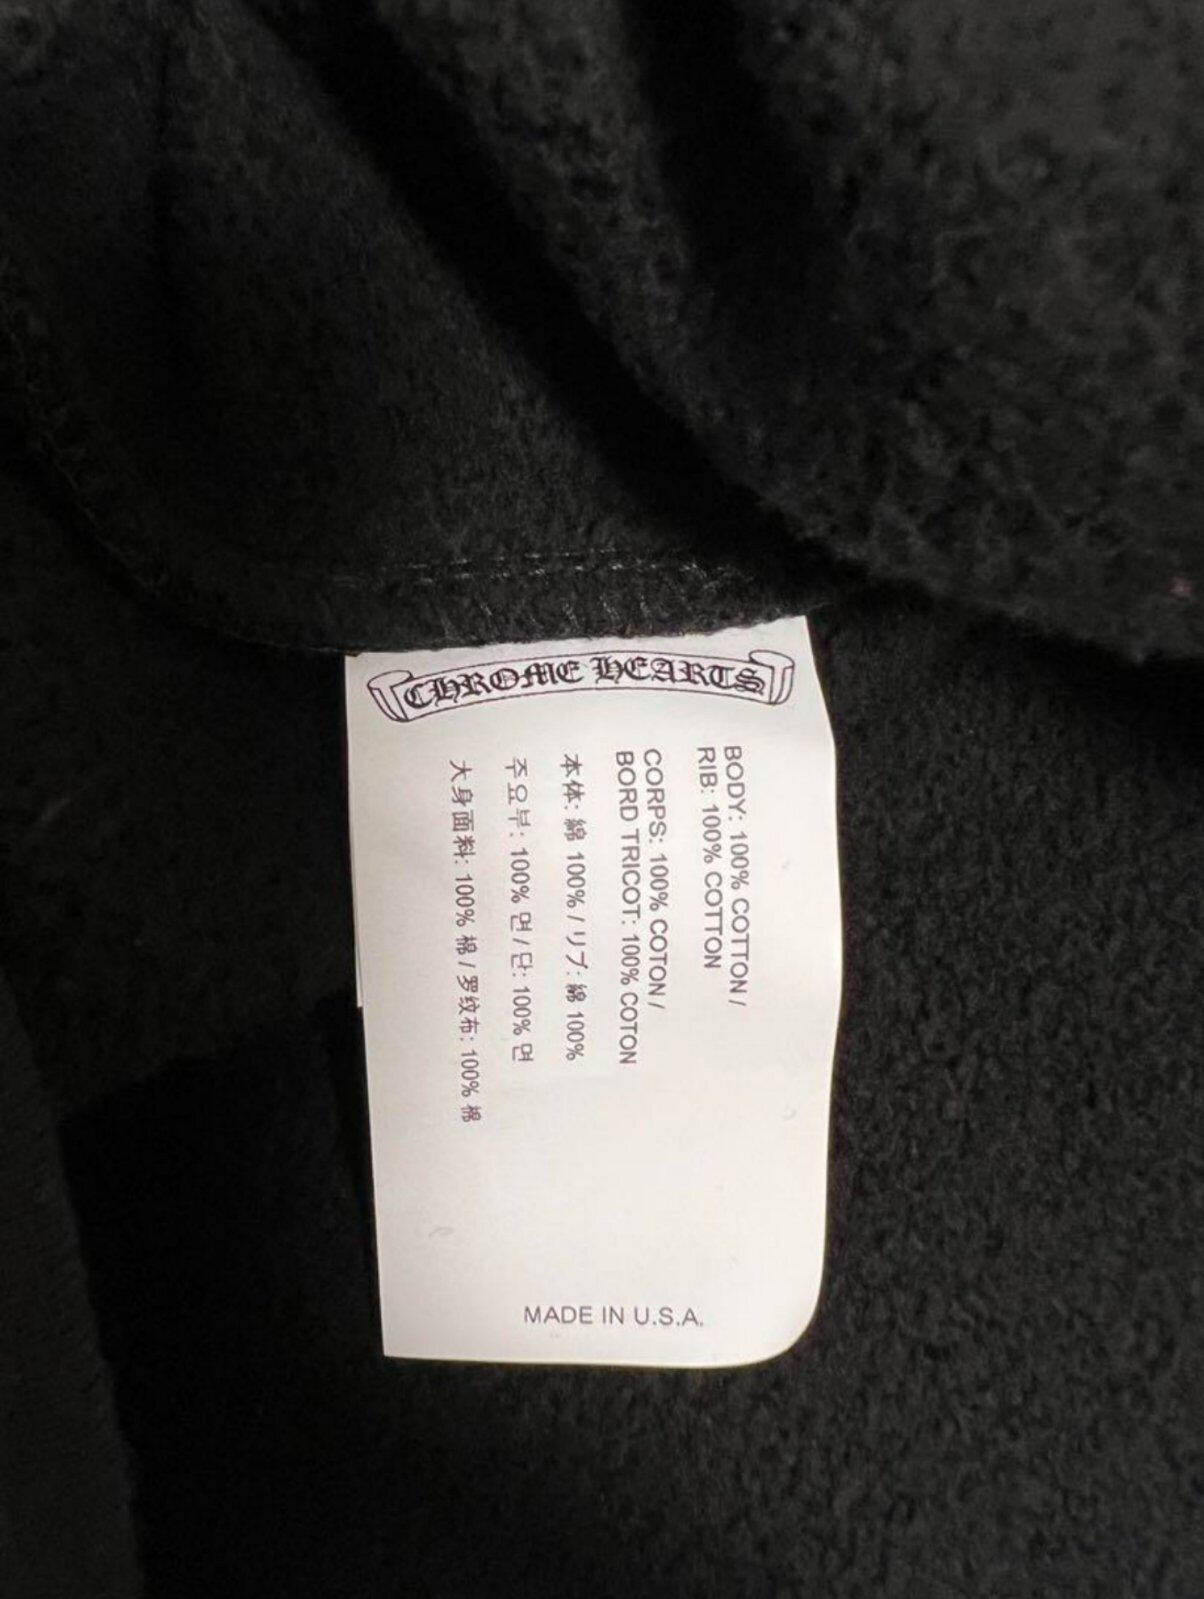 CHROME HEARTS
BODY: 100% COTTON /
RIB: 100% COTTON
CORPS: 100% COTON /
BORD TRICOT: 100% COTON
本体: 綿 100% / リブ: 綿 100%
주요부: 100% 면 / 단: 100% 면
大身面料: 100% 棉 / 罗纹布: 100% 棉
MADE IN U.S.A.